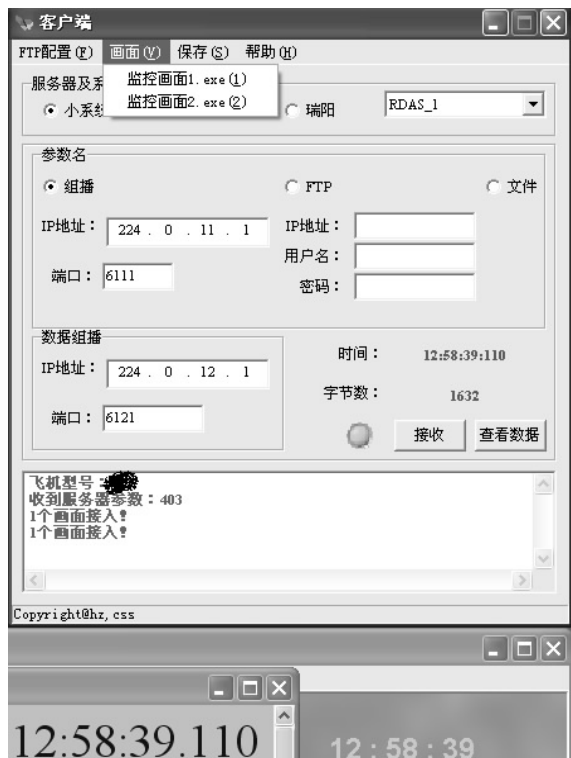 客户端
FTP配置(F) 画面(V) 保存(S) 帮助(H)
监控画面1.exe(1)
监控画面2.exe(2)
服务器及系
小系统 瑞阳 RDAS_1
参数名
组播 FTP 文件
IP地址： 224 . 0 . 11 . 1 IP地址：
用户名：
端口： 6111 密码：
数据组播
IP地址： 224 . 0 . 12 . 1
时间： 12:58:39:110
字节数： 1632
端口： 6121
接收 查看数据
飞机型号：
收到服务器参数：403
1个画面接入!
1个画面接入!
Copyright@hz, css
12:58:39.110
12 : 58 : 39